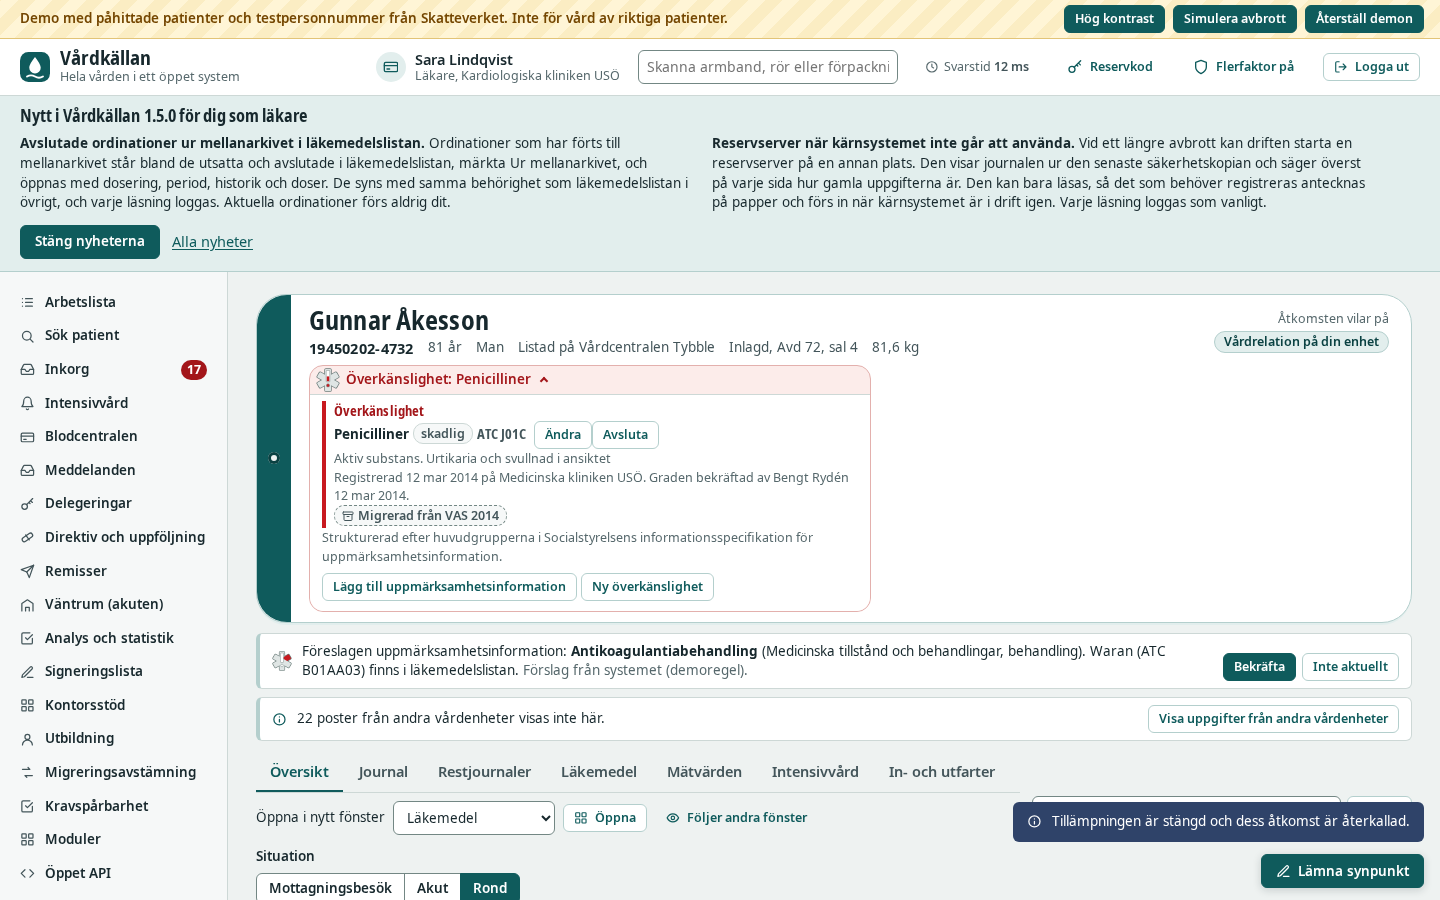 Demo med påhittade patienter och testpersonnummer från Skatteverket. Inte för vård av riktiga patienter.
Hög kontrast
Simulera avbrott
Återställ demon
Vårdkällan
Hela vården i ett öppet system
Sara Lindqvist
Läkare, Kardiologiska kliniken USÖ
Skanna armband, rör eller förpackni
Svarstid 12 ms
Reservkod
Flerfaktor på
Logga ut
Nytt i Vårdkällan 1.5.0 för dig som läkare
Avslutade ordinationer ur mellanarkivet i läkemedelslistan. Ordinationer som har förts till
mellanarkivet står bland de utsatta och avslutade i läkemedelslistan, märkta Ur mellanarkivet, och
öppnas med dosering, period, historik och doser. De syns med samma behörighet som läkemedelslistan i
övrigt, och varje läsning loggas. Aktuella ordinationer förs aldrig dit.
Reservserver när kärnsystemet inte går att använda. Vid ett längre avbrott kan driften starta en
reservserver på en annan plats. Den visar journalen ur den senaste säkerhetskopian och säger överst
på varje sida hur gamla uppgifterna är. Den kan bara läsas, så det som behöver registreras antecknas
på papper och förs in när kärnsystemet är i drift igen. Varje läsning loggas som vanligt.
Stäng nyheterna
Alla nyheter
Arbetslista
Sök patient
Inkorg
17
Intensivvård
Blodcentralen
Meddelanden
Delegeringar
Direktiv och uppföljning
Remisser
Väntrum (akuten)
Analys och statistik
Signeringslista
Kontorsstöd
Utbildning
Migreringsavstämning
Kravspårbarhet
Moduler
Öppet API
Gunnar Åkesson
19450202-4732
81 år
Man
Listad på Vårdcentralen Tybble
Inlagd, Avd 72, sal 4
81,6 kg
Åtkomsten vilar på
Vårdrelation på din enhet
Överkänslighet: Penicilliner
Överkänslighet
Penicilliner
skadlig
ATC J01C
Ändra
Avsluta
Aktiv substans. Urtikaria och svullnad i ansiktet
Registrerad 12 mar 2014 på Medicinska kliniken USÖ. Graden bekräftad av Bengt Rydén
12 mar 2014.
Migrerad från VAS 2014
Strukturerad efter huvudgrupperna i Socialstyrelsens informationsspecifikation för
uppmärksamhetsinformation.
Lägg till uppmärksamhetsinformation
Ny överkänslighet
Föreslagen uppmärksamhetsinformation: Antikoagulantiabehandling (Medicinska tillstånd och behandlingar, behandling). Waran (ATC
B01AA03) finns i läkemedelslistan. Förslag från systemet (demoregel).
Bekräfta
Inte aktuellt
22 poster från andra vårdenheter visas inte här.
Visa uppgifter från andra vårdenheter
Översikt
Journal
Restjournaler
Läkemedel
Mätvärden
Intensivvård
In- och utfarter
Öppna i nytt fönster
Läkemedel
Öppna
Följer andra fönster
Tillämpningen är stängd och dess åtkomst är återkallad.
Situation
Mottagningsbesök
Akut
Rond
Lämna synpunkt